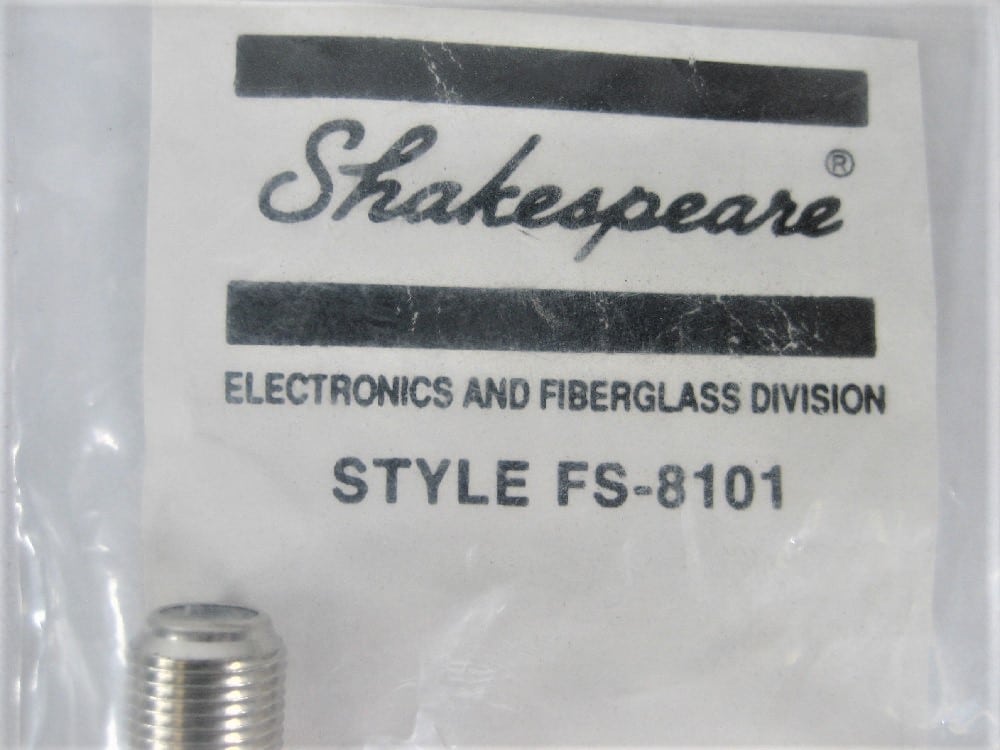 Shakespeare®
ELECTRONICS AND FIBERGLASS DIVISION
STYLE FS-8101